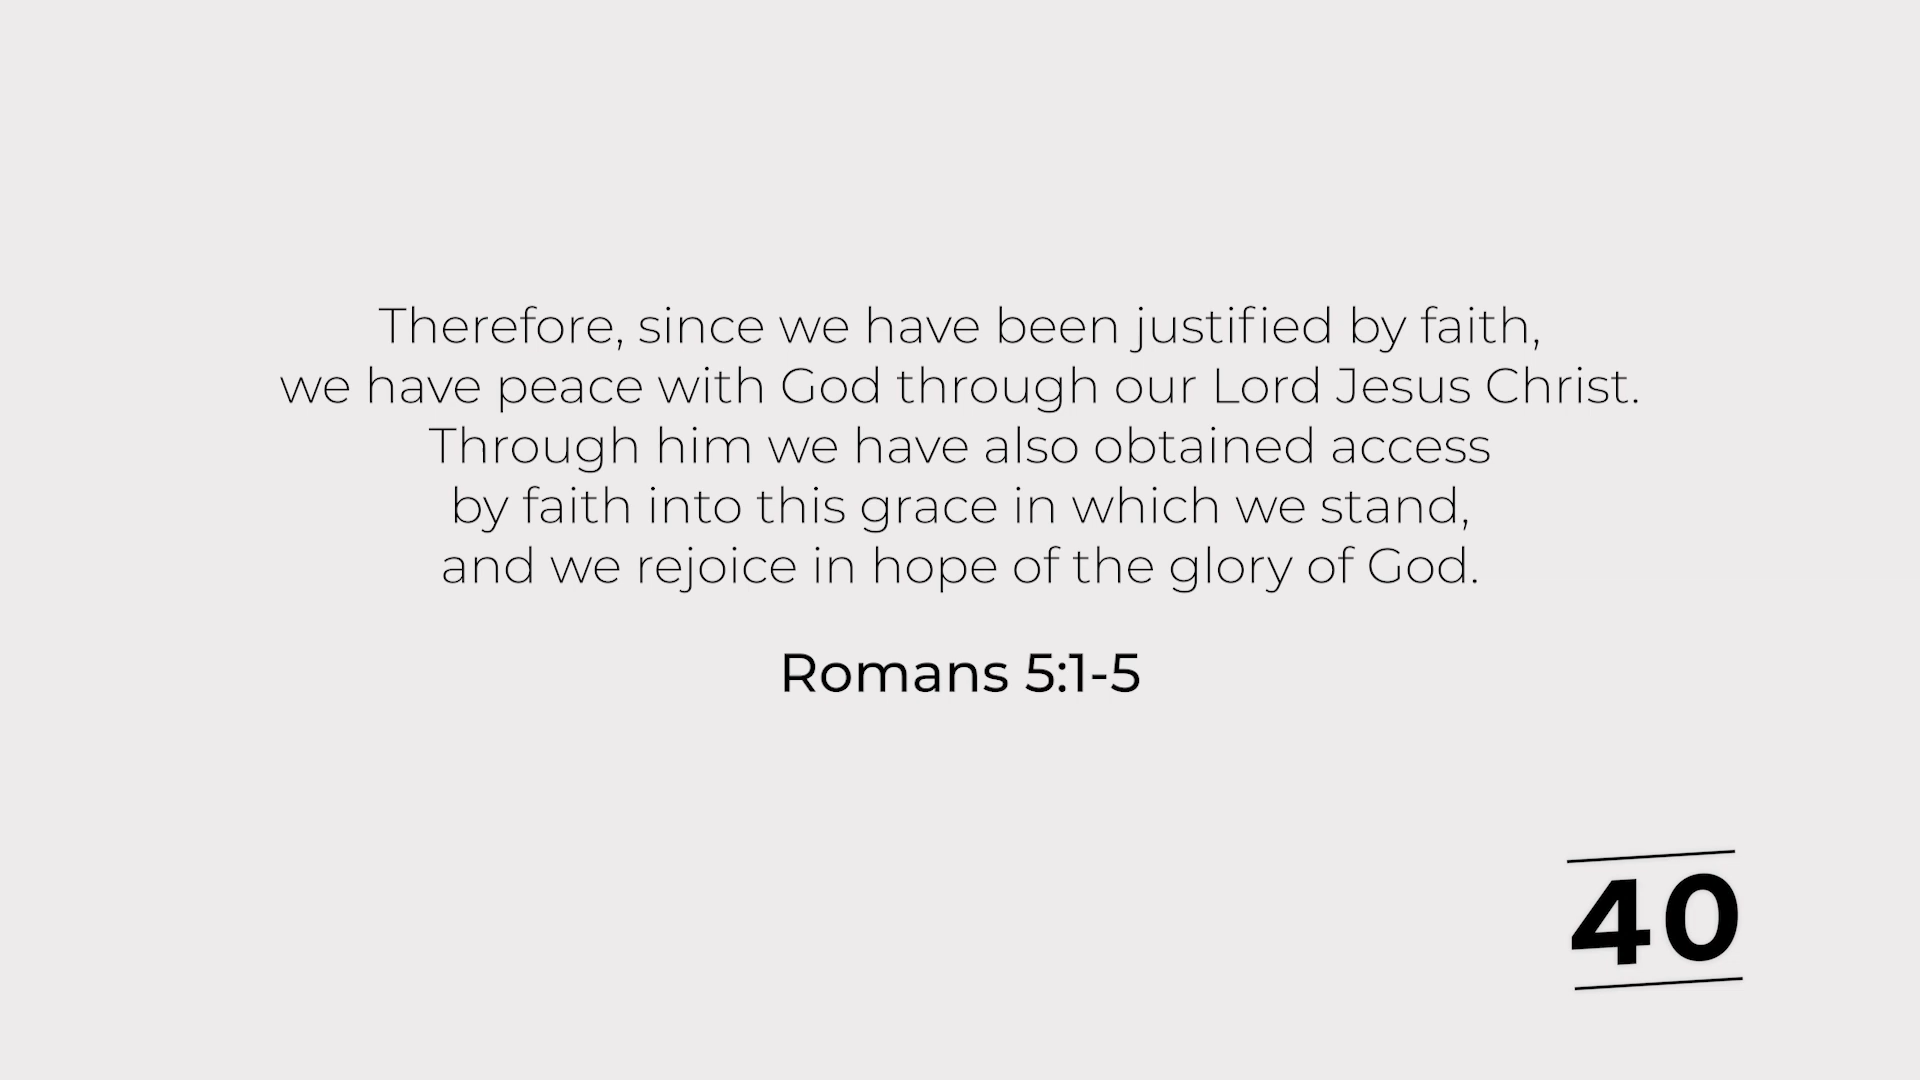 Therefore, since we have been justified by faith,
we have peace with God through our Lord Jesus Christ.
Through him we have also obtained access
by faith into this grace in which we stand,
and we rejoice in hope of the glory of God.
Romans 5:1-5
40